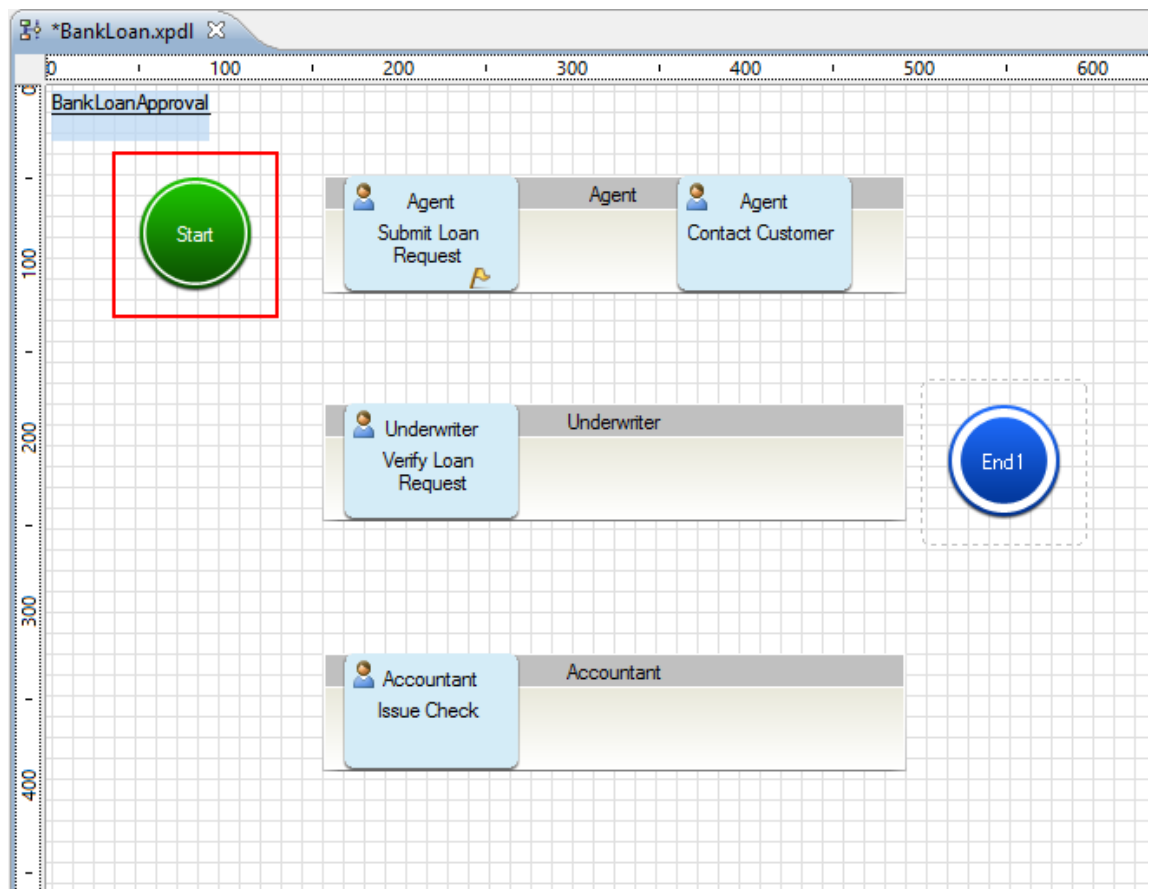 *BankLoan.xpdl
0 100 200 300 400 500 600
BankLoanApproval
0
Start
Agent
Submit Loan
Request
Agent
Agent
Contact Customer
100
Underwriter
Verify Loan
Request
Underwriter
End1
200
300
Accountant
Issue Check
Accountant
400